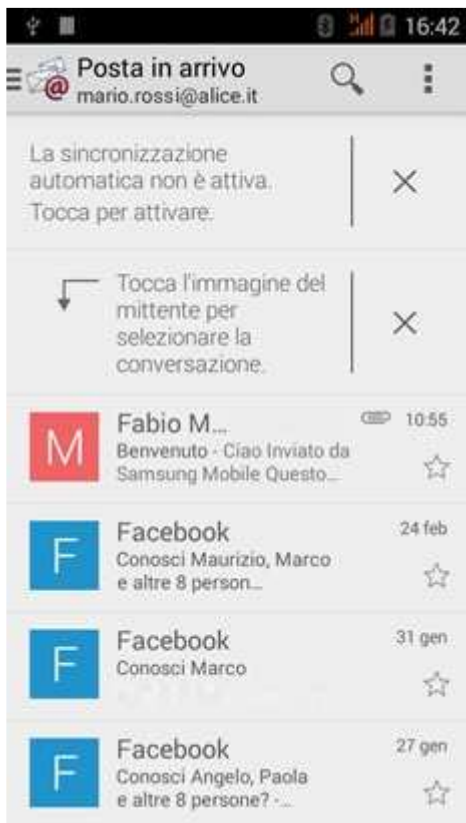 16:42
Posta in arrivo
mario.rossi@alice.it
La sincronizzazione
automatica non è attiva.
Tocca per attivare.
Tocca l'immagine del
mittente per
selezionare la
conversazione.
M
Fabio M...
10:55
Benvenuto - Ciao Inviato da
Samsung Mobile Questo...
F
Facebook
24 feb
Conosci Maurizio, Marco
e altre 8 person...
F
Facebook
31 gen
Conosci Marco
F
Facebook
27 gen
Conosci Angelo, Paola
e altre 8 persone? -...